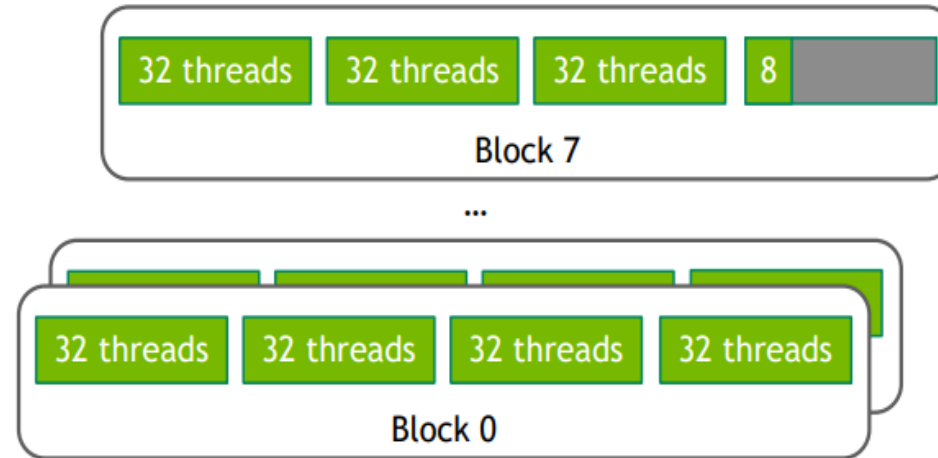 32 threads 32 threads 32 threads 8
Block 7
...
32 threads 32 threads 32 threads 32 threads
Block 0